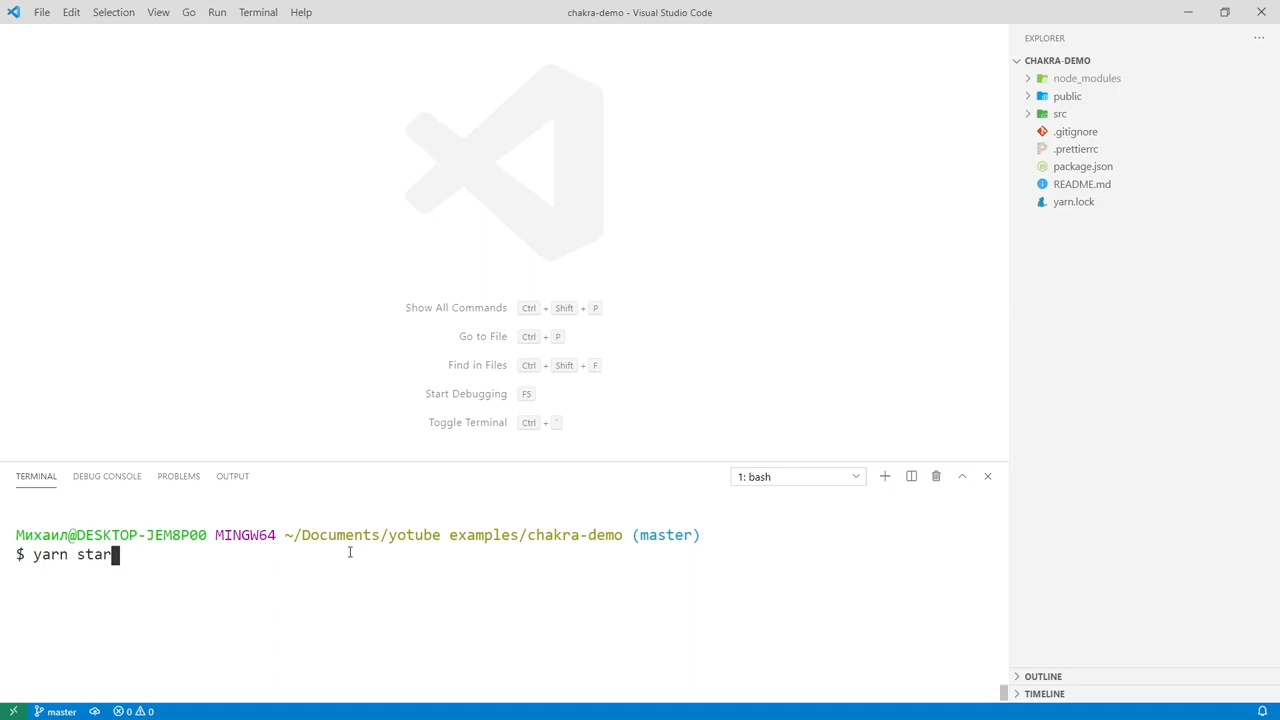 File Edit Selection View Go Run Terminal Help
chakra-demo - Visual Studio Code
EXPLORER
CHAKRA-DEMO
node_modules
public
src
.gitignore
.prettierrc
package.json
README.md
yarn.lock
Show All Commands Ctrl + Shift + P
Go to File Ctrl + P
Find in Files Ctrl + Shift + F
Start Debugging F5
Toggle Terminal Ctrl + `
TERMINAL DEBUG CONSOLE PROBLEMS OUTPUT
1: bash
Михаил@DESKTOP-JEM8P00 MINGW64 ~/Documents/yotube examples/chakra-demo (master)
$ yarn star
OUTLINE
TIMELINE
master 0 0